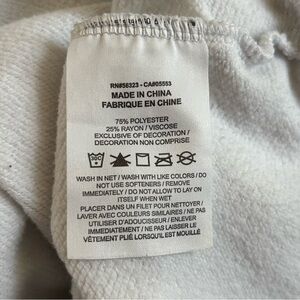 RN#56323 - CA#05553
MADE IN CHINA
FABRIQUE EN CHINE
75% POLYESTER
25% RAYON / VISCOSE
EXCLUSIVE OF DECORATION /
DECORATION NON COMPRISE
WASH IN NET / WASH WITH LIKE COLORS / DO
NOT USE SOFTENERS / REMOVE
IMMEDIATELY / DO NOT ALLOW TO LAY ON
ITSELF WHEN WET
PLACER DANS UN FILET POUR NETTOYER /
LAVER AVEC COULEURS SIMILAIRES / NE PAS
UTILISER D'ADOUCISSEUR / ENLEVER
IMMEDIATEMENT / NE PAS LAISSER LE
VÊTEMENT PLIÉ LORSQU'IL EST MOUILLÉ